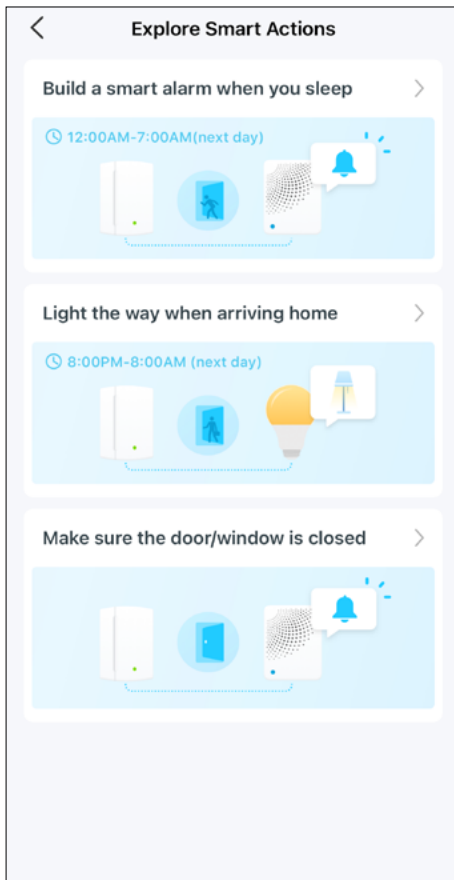 Explore Smart Actions
Build a smart alarm when you sleep
12:00AM-7:00AM(next day)
Light the way when arriving home
8:00PM-8:00AM (next day)
Make sure the door/window is closed